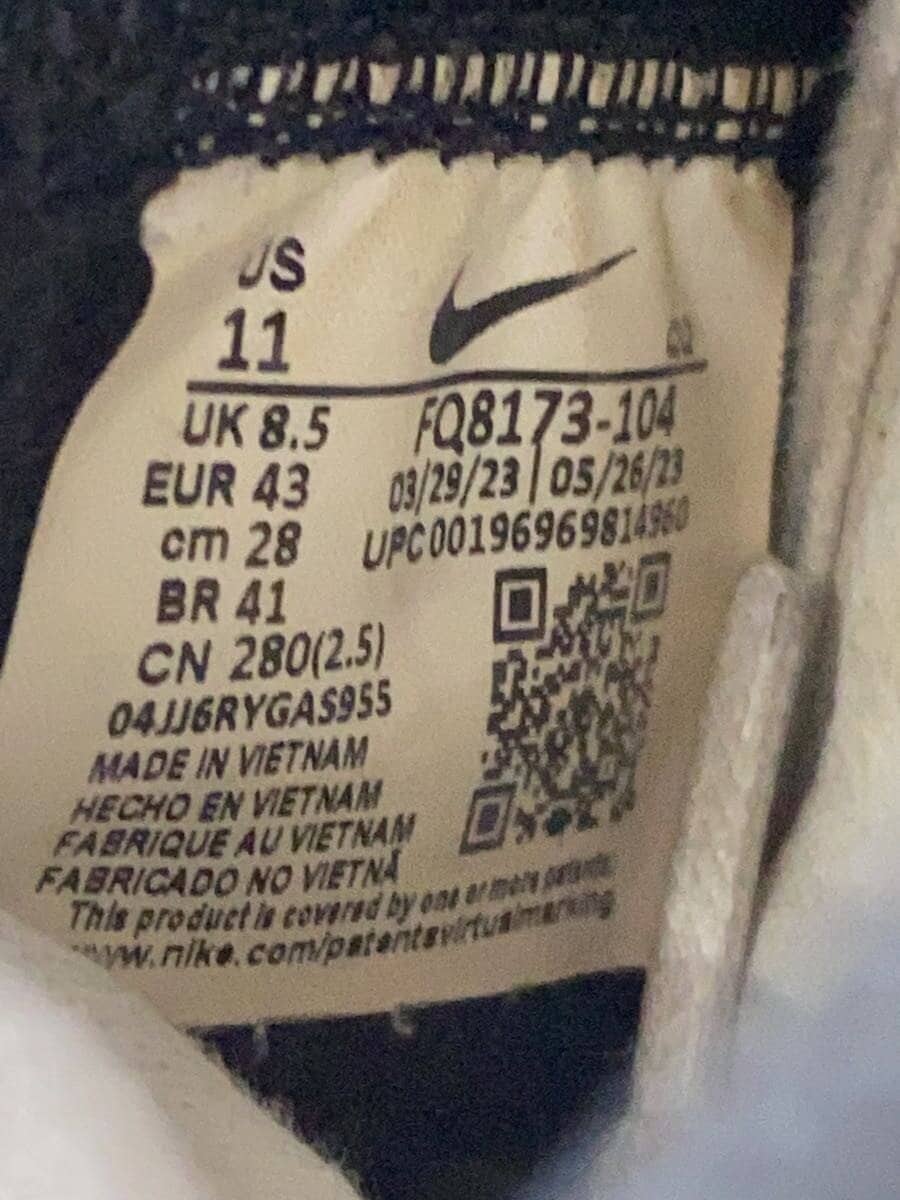 US
11
UK 8.5
EUR 43
cm 28
BR 41
CN 280(2.5)
04JJ6RYGAS955
MADE IN VIETNAM
HECHO EN VIETNAM
FABRIQUE AU VIETNAM
FABRICADO NO VIETNÃ
This product is covered by one or more patents.
www.nike.com/patentsvirtualmarking
FQ8173-104
03/29/23 | 05/26/23
UPC00196969814960